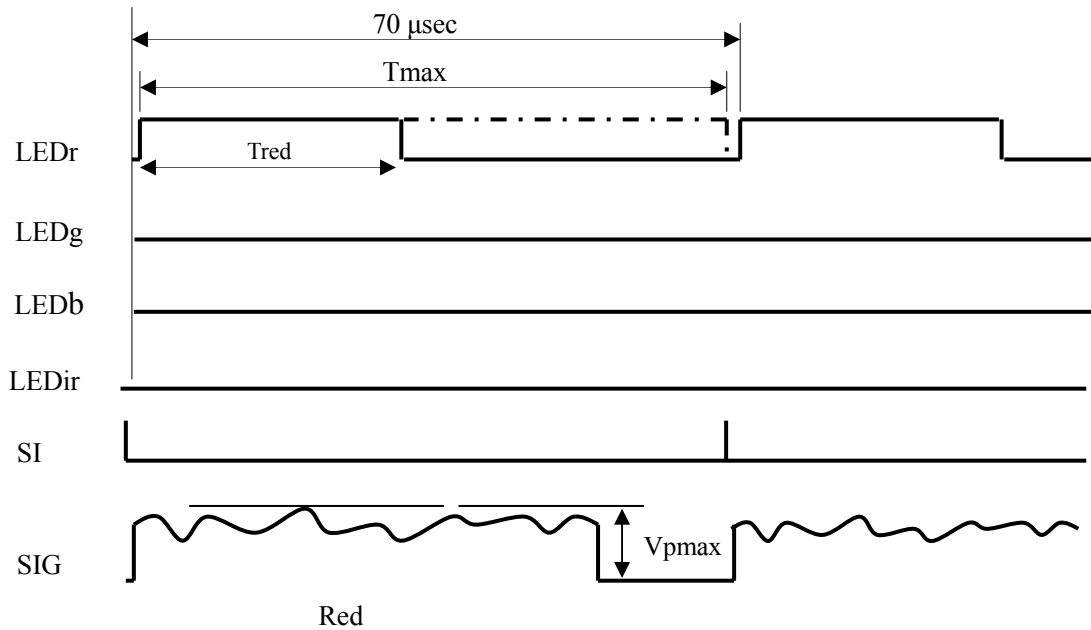 70 μsec
Tmax
LEDr
Tred
LEDg
LEDb
LEDir
SI
SIG
Vpmax
Red